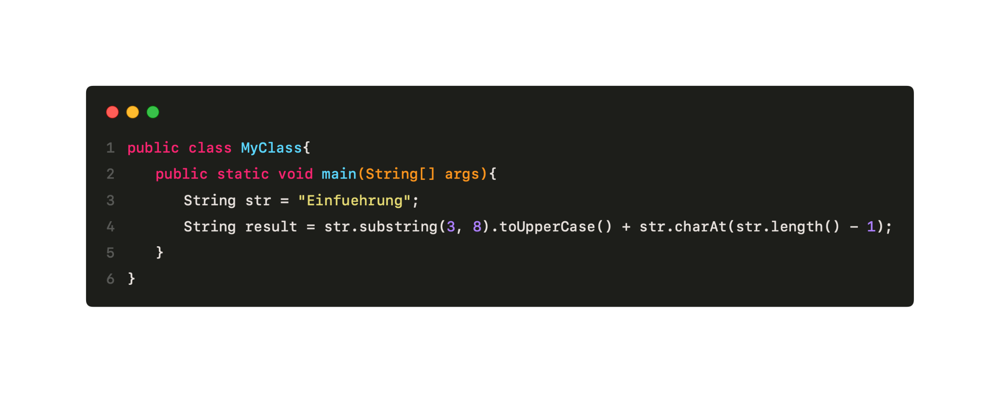 1 public class MyClass{
2 public static void main(String[] args){
3 String str = "Einfuehrung";
4 String result = str.substring(3, 8).toUpperCase() + str.charAt(str.length() - 1);
5 }
6 }